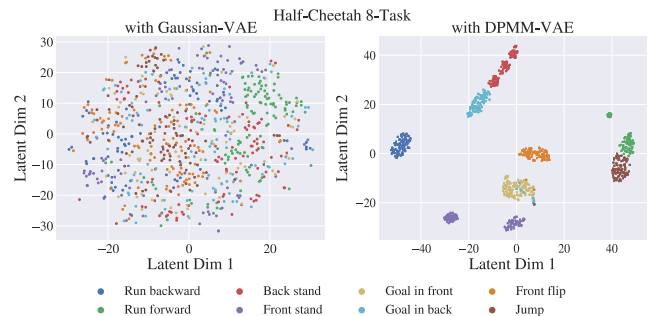 Half-Cheetah 8-Task
with Gaussian-VAE
with DPMM-VAE
Latent Dim 2
30
20
10
0
−10
−20
−30
−20
0
20
Latent Dim 1
Latent Dim 2
40
20
0
−20
−40
−20
0
20
40
Latent Dim 1
Run backward
Back stand
Goal in front
Front flip
Run forward
Front stand
Goal in back
Jump